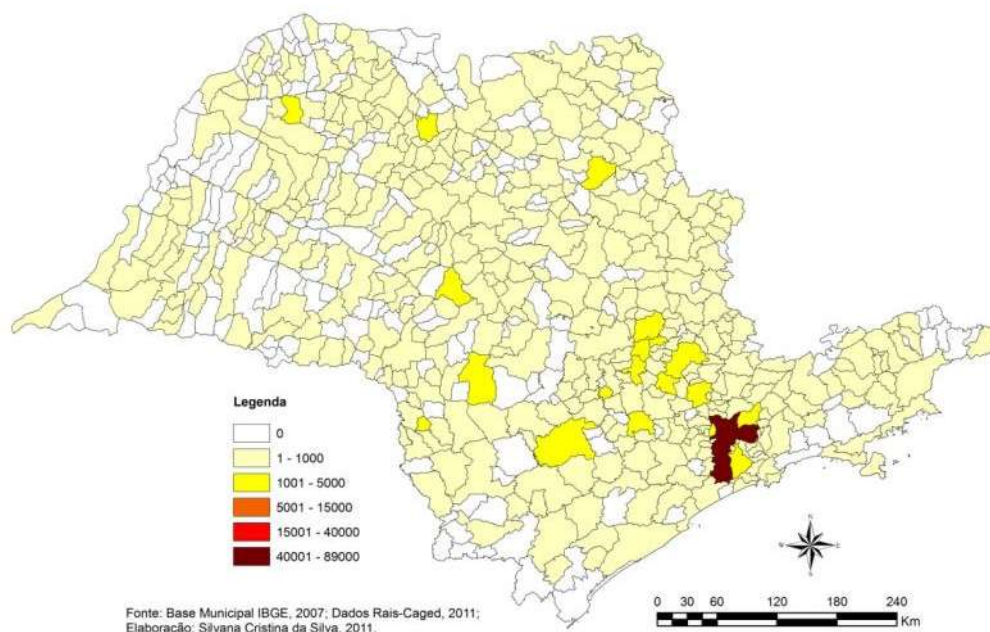 Legenda
0
1 - 1000
1001 - 5000
5001 - 15000
15001 - 40000
40001 - 89000
N
E
S
0 30 60 120 180 240
Km
Fonte: Base Municipal IBGE, 2007; Dados Rais-Caged, 2011;
Elaboração: Silvana Cristina da Silva, 2011.